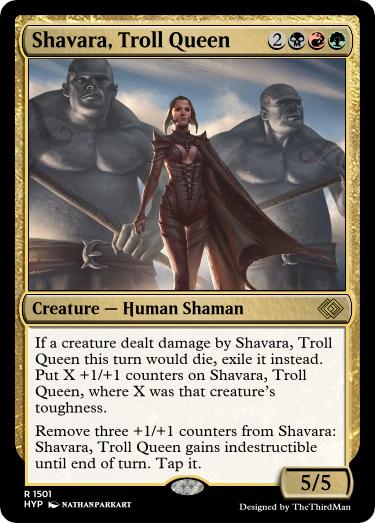 Shavara, Troll Queen 2
Creature — Human Shaman
If a creature dealt damage by Shavara, Troll
Queen this turn would die, exile it instead.
Put X +1/+1 counters on Shavara, Troll
Queen, where X was that creature's
toughness.
Remove three +1/+1 counters from Shavara:
Shavara, Troll Queen gains indestructible
until end of turn. Tap it.
5/5
R 1501
HYP NATHANPARKART
Designed by TheThirdMan